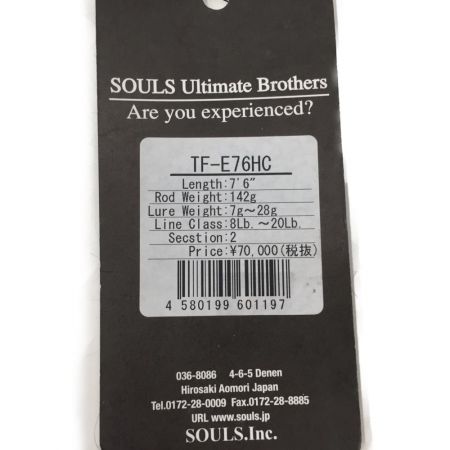 SOULS Ultimate Brothers
Are you experienced?
TF-E76HC
Length:7'6"
Rod Weight:142g
Lure Weight:7g～28g
Line Class:8Lb.～20Lb.
Secstion:2
Price:¥70,000(税抜)
4 580199 601197
036-8086 4-6-5 Denen
Hirosaki Aomori Japan
Tel.0172-28-0009 Fax.0172-28-8885
URL www.souls.jp
SOULS.Inc.